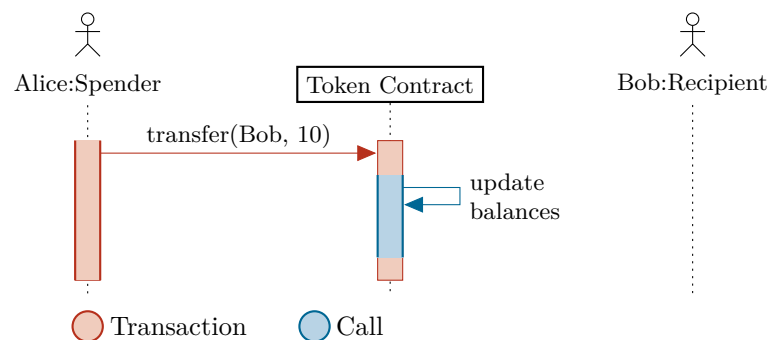 Alice:Spender
Token Contract
Bob:Recipient
transfer(Bob, 10)
update
balances
Transaction
Call